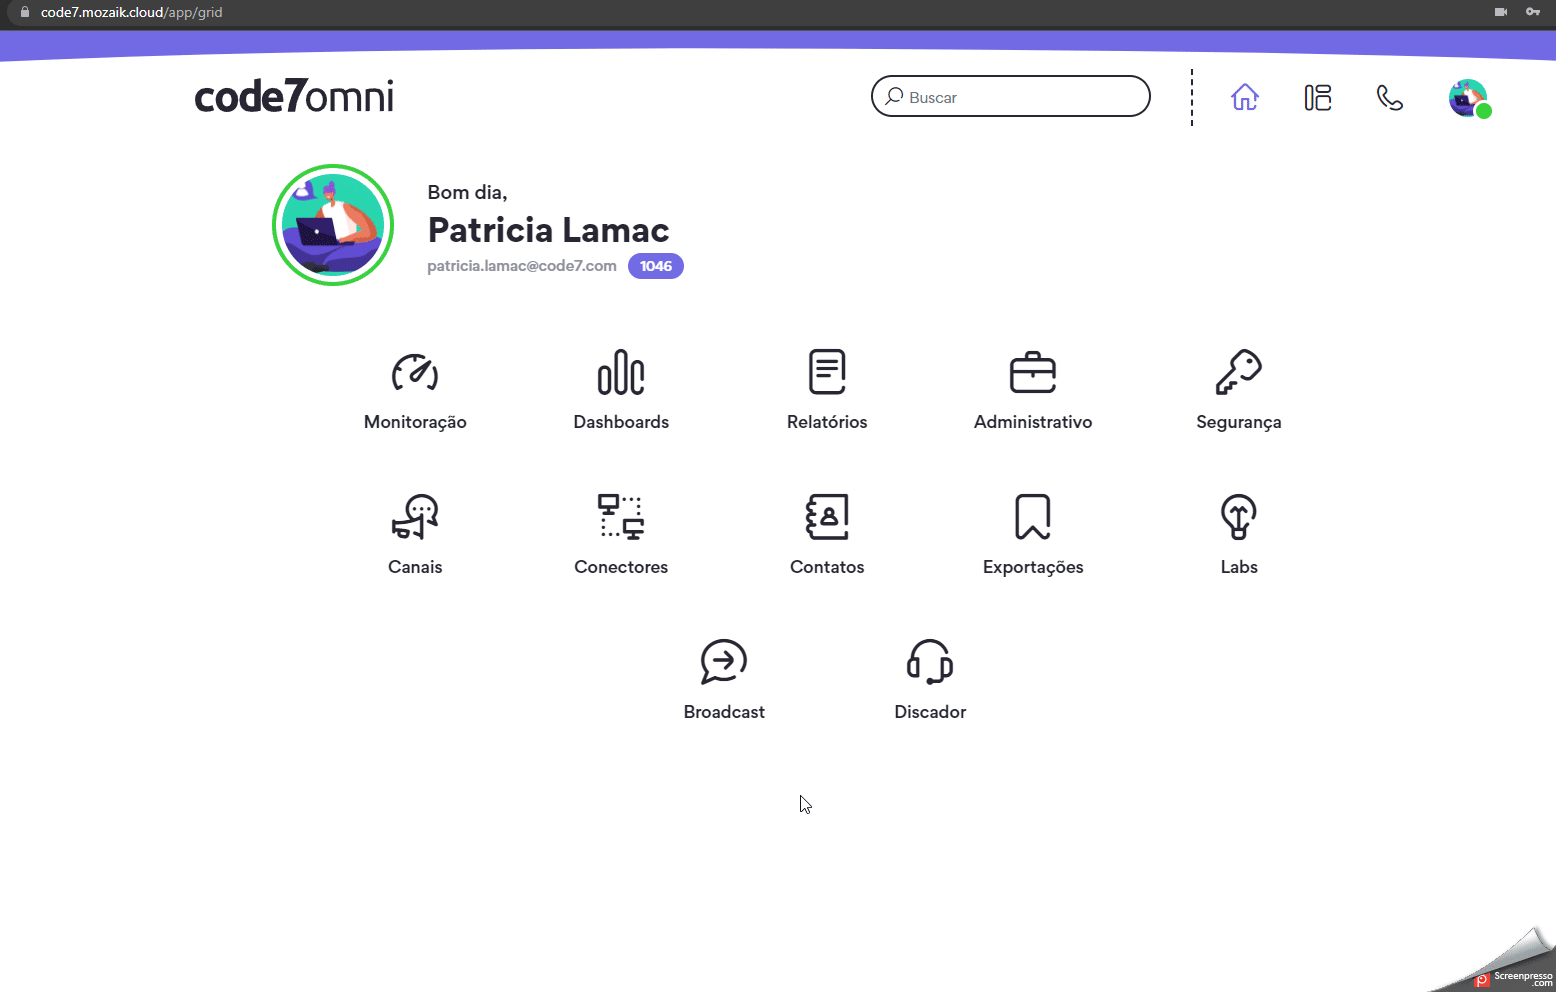 code7.mozaik.cloud/app/grid
code7omni
Buscar
Bom dia,
Patricia Lamac
patricia.lamac@code7.com 1046
Monitoração Dashboards Relatórios Administrativo Segurança
Canais Conectores Contatos Exportações Labs
Broadcast Discador
Screenpresso
.com